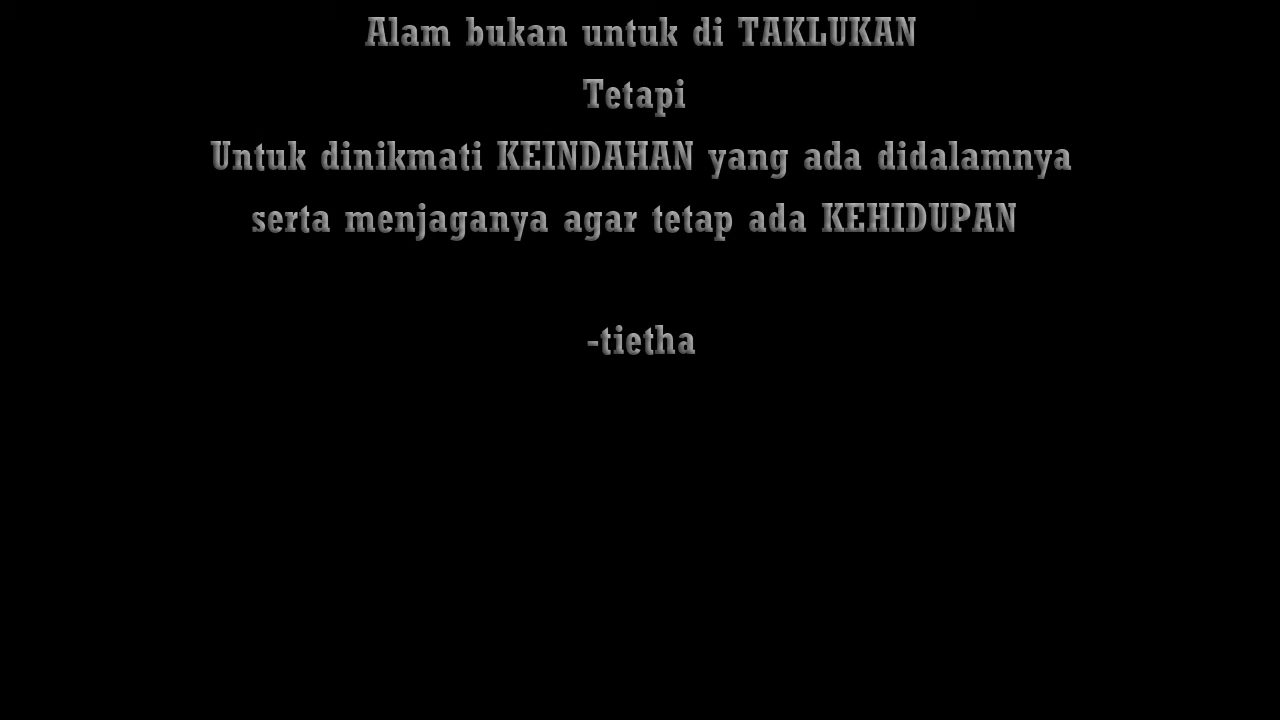 Alam bukan untuk di TAKLUKAN
Tetapi
Untuk dinikmati KEINDAHAN yang ada didalamnya
serta menjaganya agar tetap ada KEHIDUPAN
-tietha